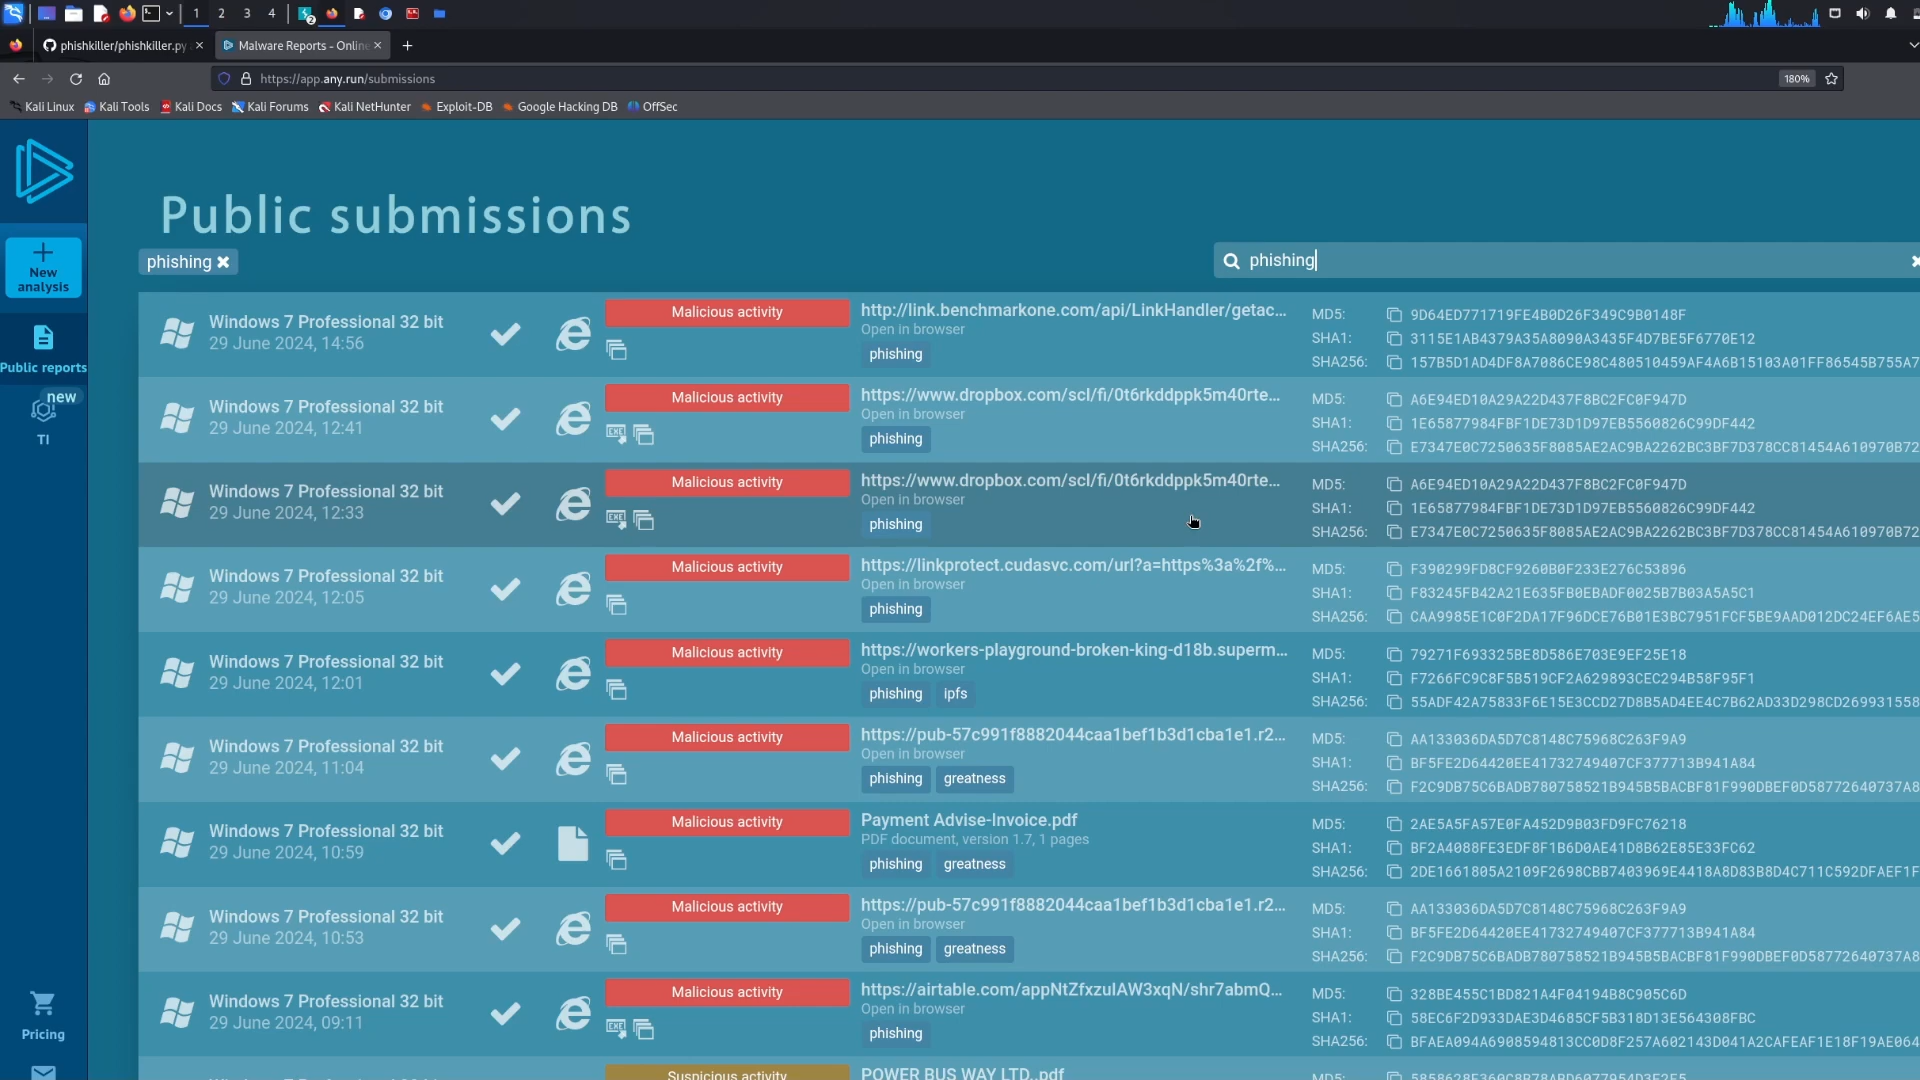 1 2 3 4 2
phishkiller/phishkiller.py
Malware Reports - Online
https://app.any.run/submissions
180%
Kali Linux Kali Tools Kali Docs Kali Forums Kali NetHunter Exploit-DB Google Hacking DB OffSec
New
analysis
Public reports
new
TI
Pricing
Public submissions
phishing
phishing
Windows 7 Professional 32 bit
29 June 2024, 14:56
Malicious activity
http://link.benchmarkone.com/api/LinkHandler/getac...
Open in browser
phishing
MD5: 9D64ED771719FE4B0D26F349C9B0148F
SHA1: 3115E1AB4379A35A8090A3435F4D7BE5F6770E12
SHA256: 157B5D1AD4DF8A7086CE98C480510459AF4A6B15103A01FF86545B755A7
Windows 7 Professional 32 bit
29 June 2024, 12:41
Malicious activity
https://www.dropbox.com/scl/fi/0t6rkddppk5m40rte...
Open in browser
phishing
MD5: A6E94ED10A29A22D437F8BC2FC0F947D
SHA1: 1E65877984FBF1DE73D1D97EB5560826C99DF442
SHA256: E7347E0C7250635F8085AE2AC9BA2262BC3BF7D378CC81454A610970B72
Windows 7 Professional 32 bit
29 June 2024, 12:33
Malicious activity
https://www.dropbox.com/scl/fi/0t6rkddppk5m40rte...
Open in browser
phishing
MD5: A6E94ED10A29A22D437F8BC2FC0F947D
SHA1: 1E65877984FBF1DE73D1D97EB5560826C99DF442
SHA256: E7347E0C7250635F8085AE2AC9BA2262BC3BF7D378CC81454A610970B72
Windows 7 Professional 32 bit
29 June 2024, 12:05
Malicious activity
https://linkprotect.cudasvc.com/url?a=https%3a%2f%...
Open in browser
phishing
MD5: F390299FD8CF9260B0F233E276C53896
SHA1: F83245FB42A21E635FB0EBADF0025B7B03A5A5C1
SHA256: CAA9985E1C0F2DA17F96DCE76B01E3BC7951FCF5BE9AAD012DC24EF6AE5
Windows 7 Professional 32 bit
29 June 2024, 12:01
Malicious activity
https://workers-playground-broken-king-d18b.superm...
Open in browser
phishing ipfs
MD5: 79271F693325BE8D586E703E9EF25E18
SHA1: F7266FC9C8F5B519CF2A629893CEC294B58F95F1
SHA256: 55ADF42A75833F6E15E3CCD27D8B5AD4EE4C7B62AD33D298CD269931558
Windows 7 Professional 32 bit
29 June 2024, 11:04
Malicious activity
https://pub-57c991f8882044caa1bef1b3d1cba1e1.r2...
Open in browser
phishing greatness
MD5: AA133036DA5D7C8148C75968C263F9A9
SHA1: BF5FE2D64420EE41732749407CF377713B941A84
SHA256: F2C9DB75C6BADB780758521B945B5BACBF81F990DBEF0D58772640737A8
Windows 7 Professional 32 bit
29 June 2024, 10:59
Malicious activity
Payment Advise-Invoice.pdf
PDF document, version 1.7, 1 pages
phishing greatness
MD5: 2AE5A5FA57E0FA452D9B03FD9FC76218
SHA1: BF2A4088FE3EDF8F1B6D0AE41D8B62E85E33FC62
SHA256: 2DE1661805A2109F2698CBB7403969E4418A8D83B8D4C711C592DFAEF1F
Windows 7 Professional 32 bit
29 June 2024, 10:53
Malicious activity
https://pub-57c991f8882044caa1bef1b3d1cba1e1.r2...
Open in browser
phishing greatness
MD5: AA133036DA5D7C8148C75968C263F9A9
SHA1: BF5FE2D64420EE41732749407CF377713B941A84
SHA256: F2C9DB75C6BADB780758521B945B5BACBF81F990DBEF0D58772640737A8
Windows 7 Professional 32 bit
29 June 2024, 09:11
Malicious activity
https://airtable.com/appNtZfxzuIAW3xqN/shr7abmQ...
Open in browser
phishing
MD5: 328BE455C1BD821A4F04194B8C905C6D
SHA1: 58EC6F2D933DAE3D4685CF5B318D13E564308FBC
SHA256: BFAEA094A6908594813CC0D8F257A602143D041A2CAFEAF1E18F19AE064
Suspicious activity
POWER BUS WAY LTD..pdf
MD5: